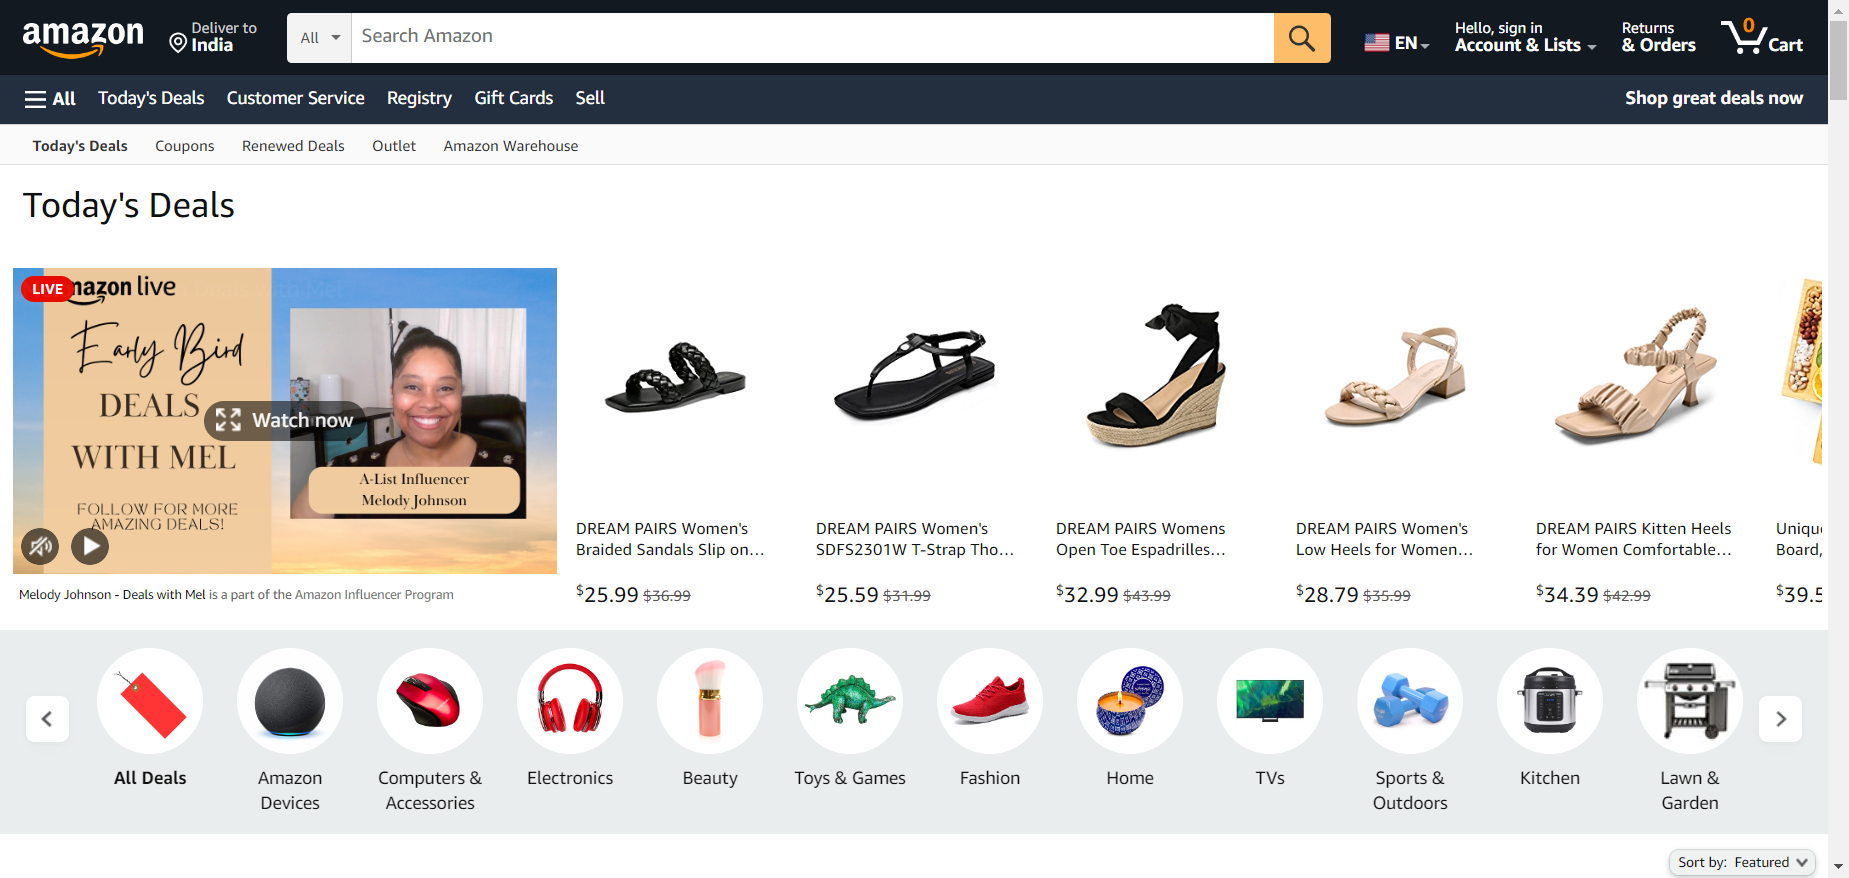 amazon
Deliver to
India
All
Search Amazon
EN
Hello, sign in
Account & Lists
Returns
& Orders
0
Cart
All
Today's Deals
Customer Service
Registry
Gift Cards
Sell
Shop great deals now
Today's Deals
Coupons
Renewed Deals
Outlet
Amazon Warehouse
Today's Deals
LIVE
mazon live
Early Bird
DEALS
WITH MEL
FOLLOW FOR MORE
AMAZING DEALS!
Watch now
A-List Influencer
Melody Johnson
Melody Johnson - Deals with Mel is a part of the Amazon Influencer Program
DREAM PAIRS Women's
Braided Sandals Slip on...
$25.99 $36.99
DREAM PAIRS Women's
SDFS2301W T-Strap Tho...
$25.59 $31.99
DREAM PAIRS Womens
Open Toe Espadrilles...
$32.99 $43.99
DREAM PAIRS Women's
Low Heels for Women...
$28.79 $35.99
DREAM PAIRS Kitten Heels
for Women Comfortable...
$34.39 $42.99
Uniqu
Board,
$39.5
All Deals
Amazon
Devices
Computers &
Accessories
Electronics
Beauty
Toys & Games
Fashion
Home
TVs
Sports &
Outdoors
Kitchen
Lawn &
Garden
Sort by: Featured